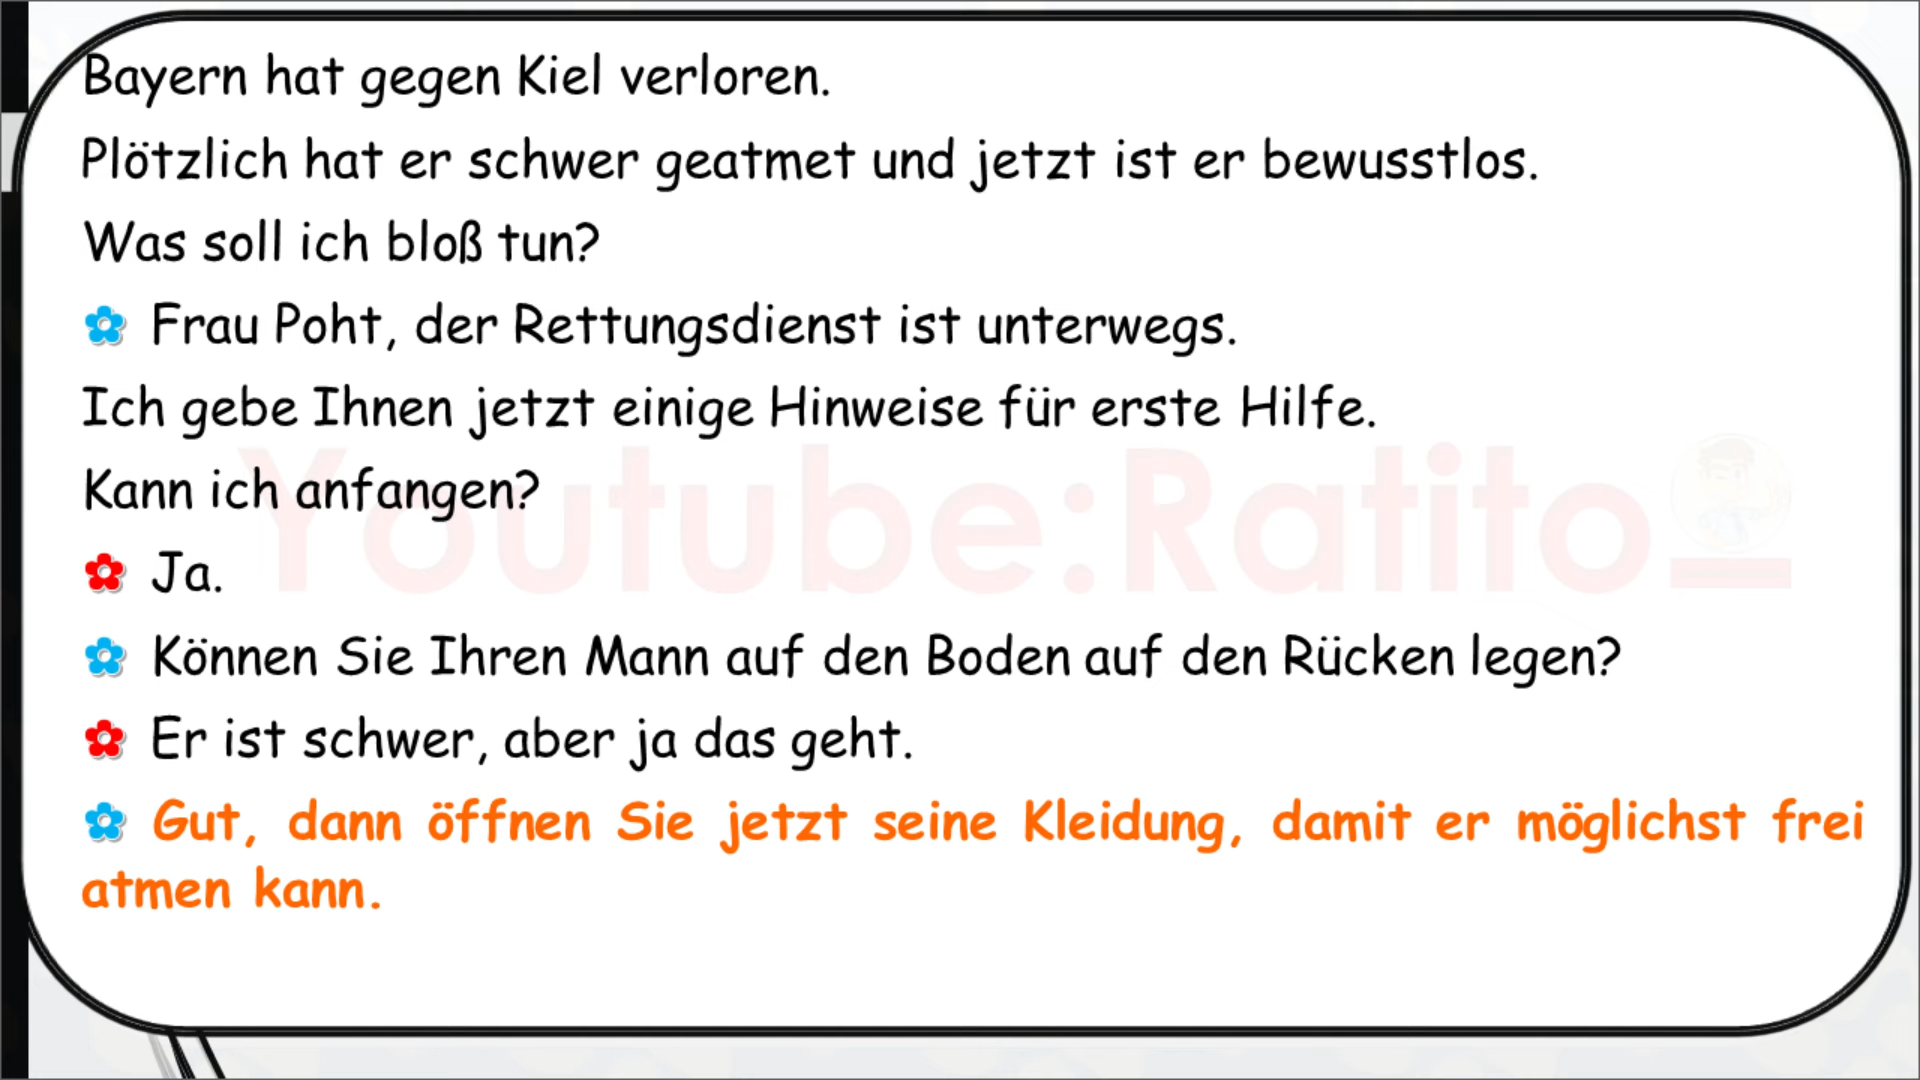 Bayern hat gegen Kiel verloren.
Plötzlich hat er schwer geatmet und jetzt ist er bewusstlos.
Was soll ich bloß tun?
Frau Poht, der Rettungsdienst ist unterwegs.
Ich gebe Ihnen jetzt einige Hinweise für erste Hilfe.
Kann ich anfangen?
Youtube:Ratito_
Ja.
Können Sie Ihren Mann auf den Boden auf den Rücken legen?
Er ist schwer, aber ja das geht.
Gut, dann öffnen Sie jetzt seine Kleidung, damit er möglichst frei
atmen kann.